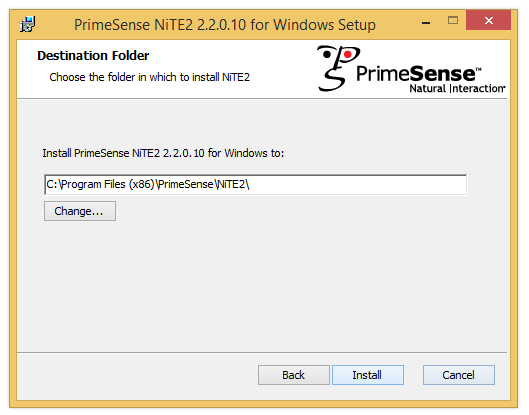 PrimeSense NiTE2 2.2.0.10 for Windows Setup
Destination Folder
Choose the folder in which to install NiTE2
PrimeSense™
Natural Interaction®
Install PrimeSense NiTE2 2.2.0.10 for Windows to:
C:\Program Files (x86)\PrimeSense\NiTE2\
Change...
Back
Install
Cancel